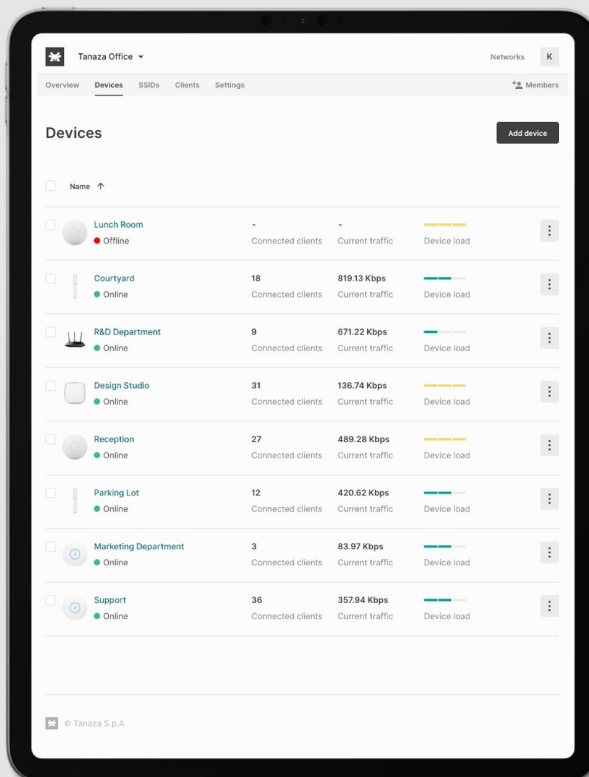 Tanaza Office
Networks
K
Overview Devices SSIDs Clients Settings
Members
Devices
Add device
Name
Lunch Room - -
Offline Connected clients Current traffic Device load
Courtyard 18 819.13 Kbps
Online Connected clients Current traffic Device load
R&D Department 9 671.22 Kbps
Online Connected clients Current traffic Device load
Design Studio 31 136.74 Kbps
Online Connected clients Current traffic Device load
Reception 27 489.28 Kbps
Online Connected clients Current traffic Device load
Parking Lot 12 420.62 Kbps
Online Connected clients Current traffic Device load
Marketing Department 3 83.97 Kbps
Online Connected clients Current traffic Device load
Support 36 357.94 Kbps
Online Connected clients Current traffic Device load
© Tanaza S.p.A.